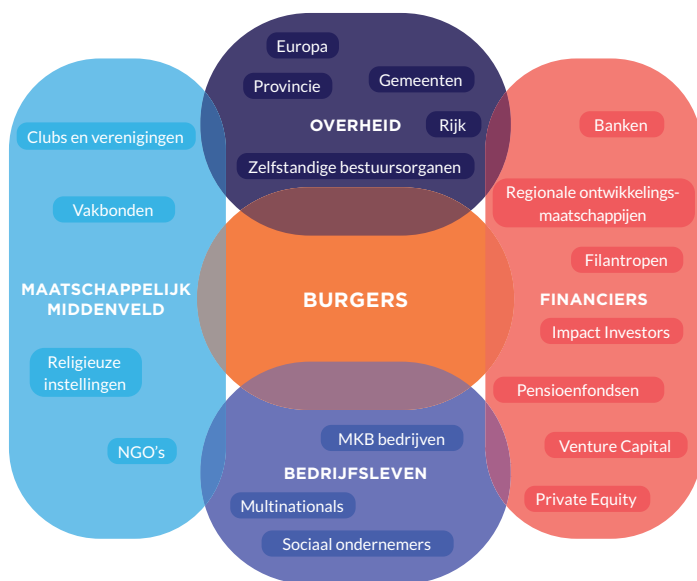 Europa
Provincie
Gemeenten
OVERHEID
Rijk
Zelfstandige bestuursorganen
Clubs en verenigingen
Vakbonden
MAATSCHAPPELIJK
MIDDENVELD
Religieuze
instellingen
NGO's
BURGERS
Banken
Regionale ontwikkelings-
maatschappijen
Filantropen
FINANCIERS
Impact Investors
Pensioenfondsen
Venture Capital
Private Equity
MKB bedrijven
BEDRIJFSLEVEN
Multinationals
Sociaal ondernemers